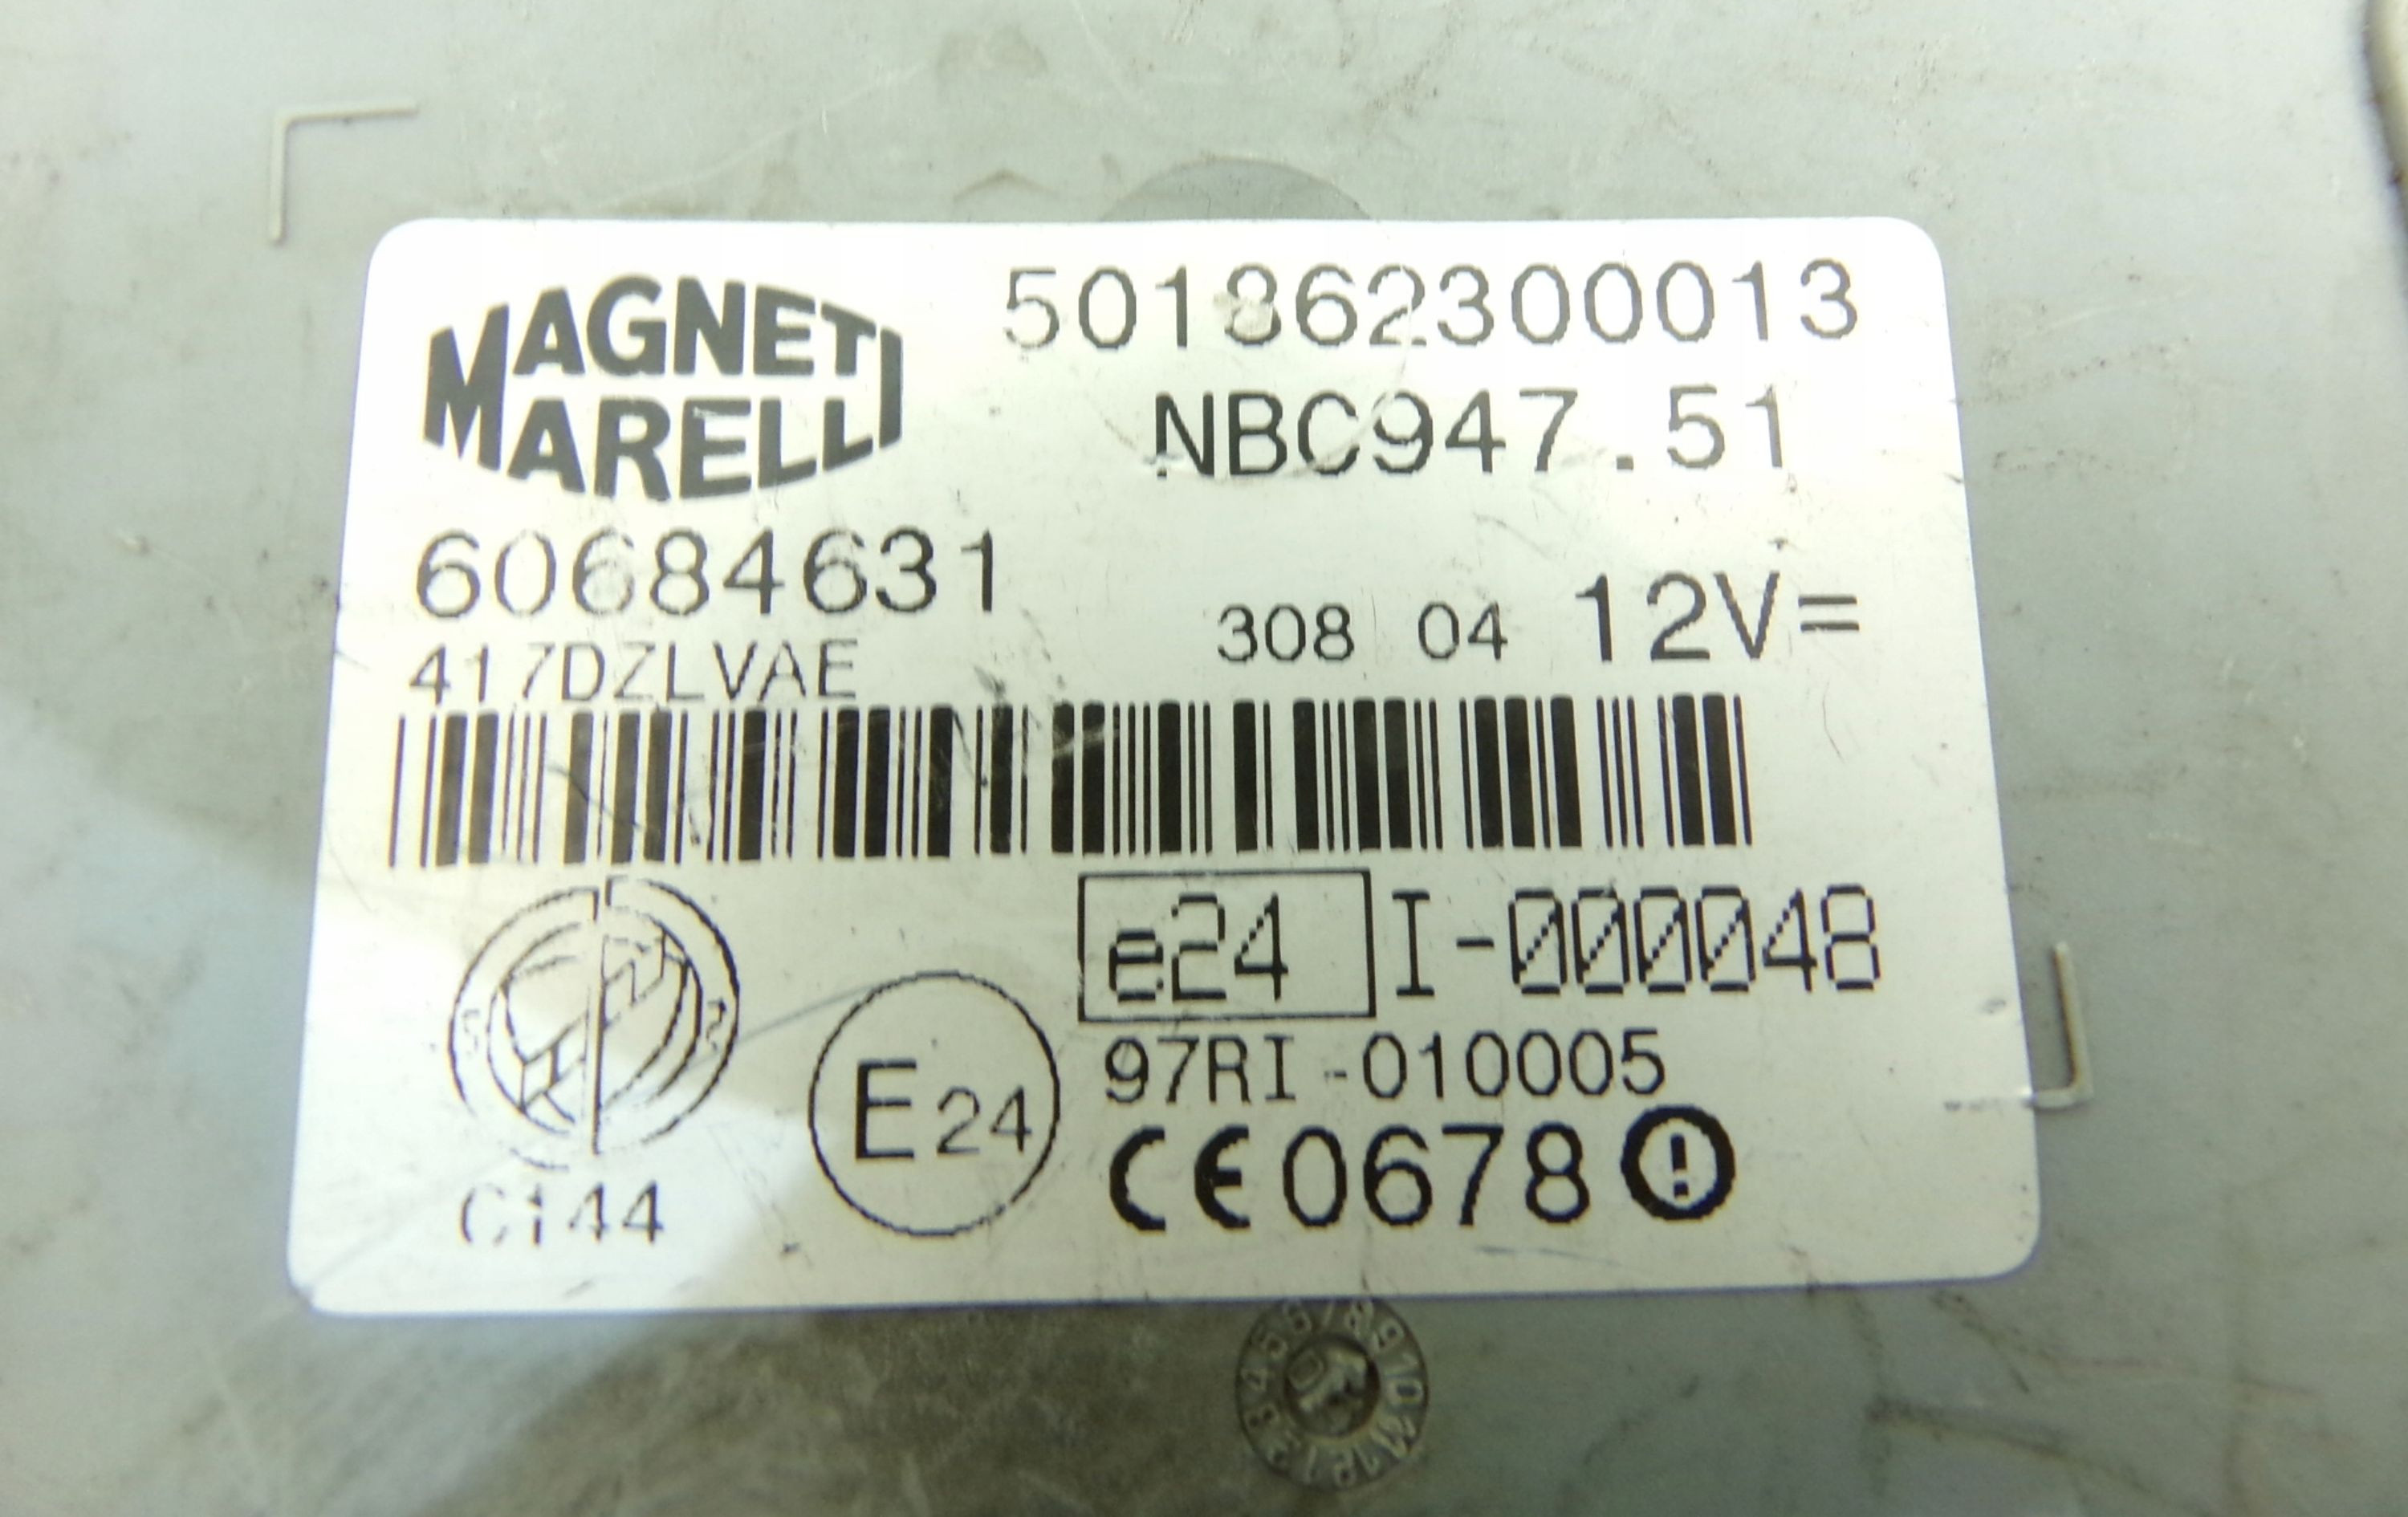 MAGNETI
MARELLI
501862300013
NBC947.51
60684631
308 04 12V=
417DZLVAE
e24 I-000048
97RI-010005
E24
CE0678
C144